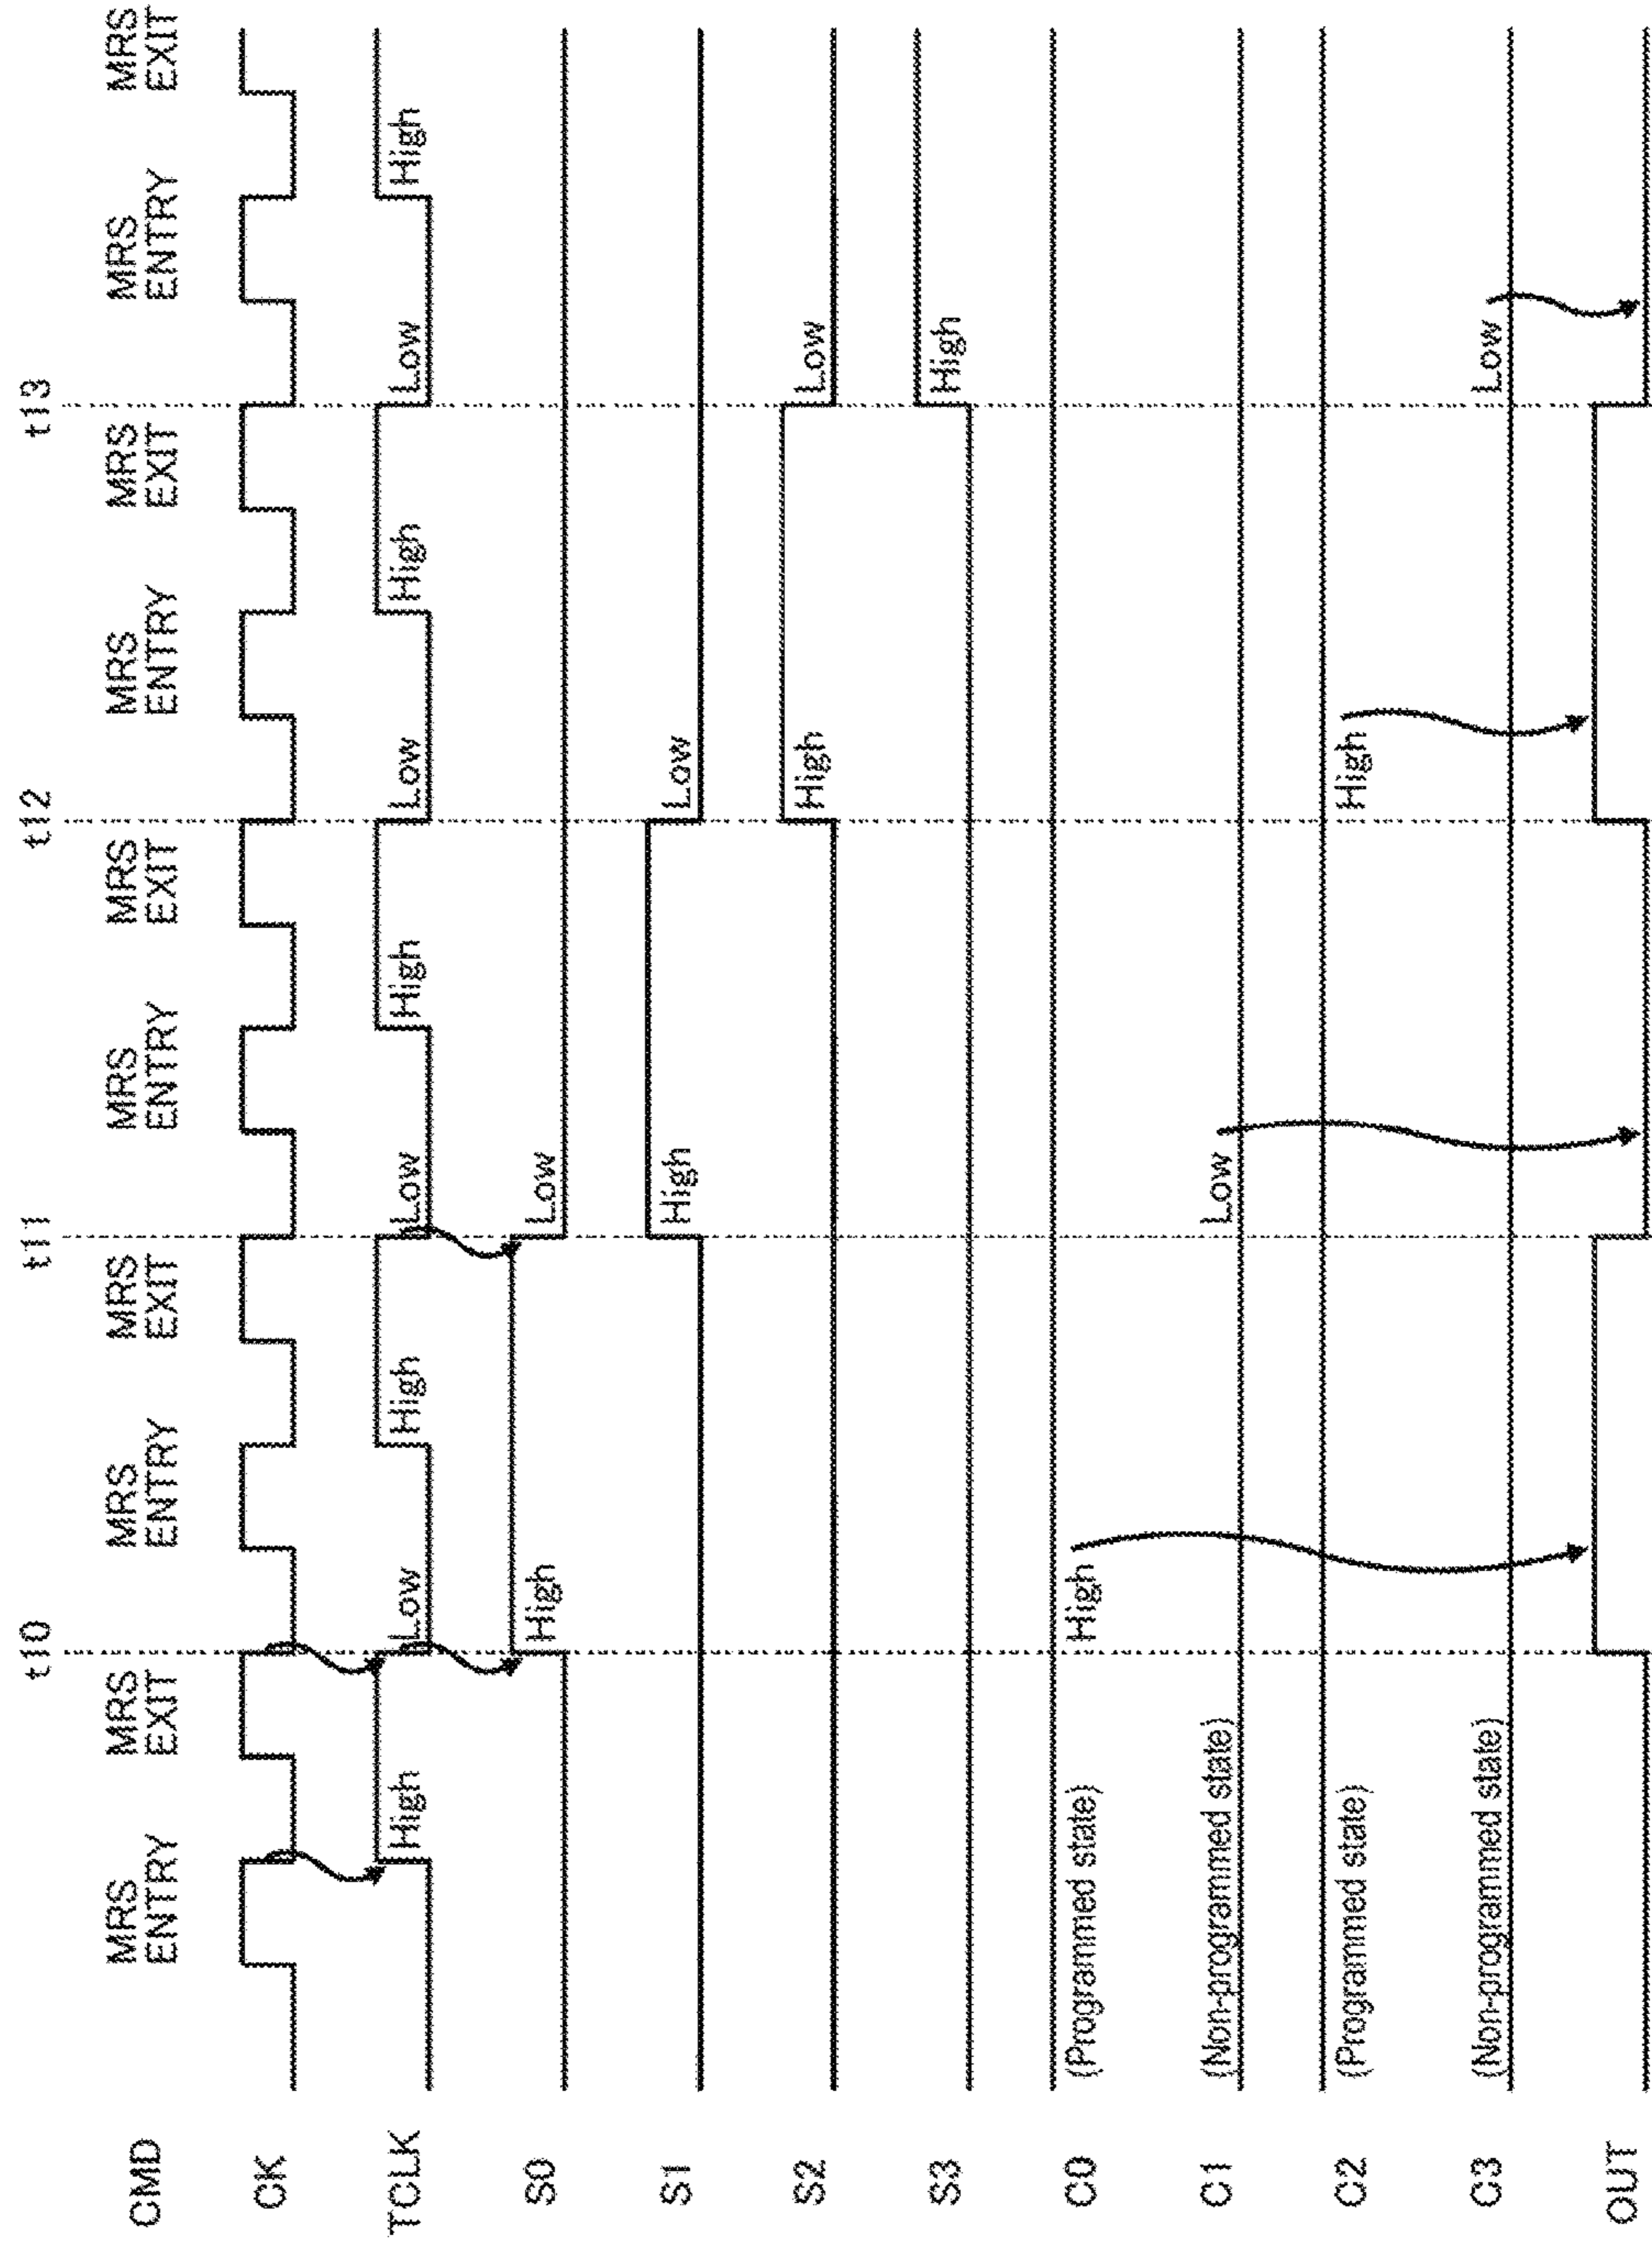 t10 t11 t12 t13
CMD
MRS ENTRY MRS EXIT MRS ENTRY MRS EXIT MRS ENTRY MRS EXIT MRS ENTRY MRS EXIT MRS ENTRY MRS EXIT
CK
TCLK High Low High Low High Low High Low High
S0 High Low
S1 High Low
S2 High Low
S3 High
C0 (Programmed state) High
C1 (Non-programmed state) Low
C2 (Programmed state) High
C3 (Non-programmed state) Low
OUT